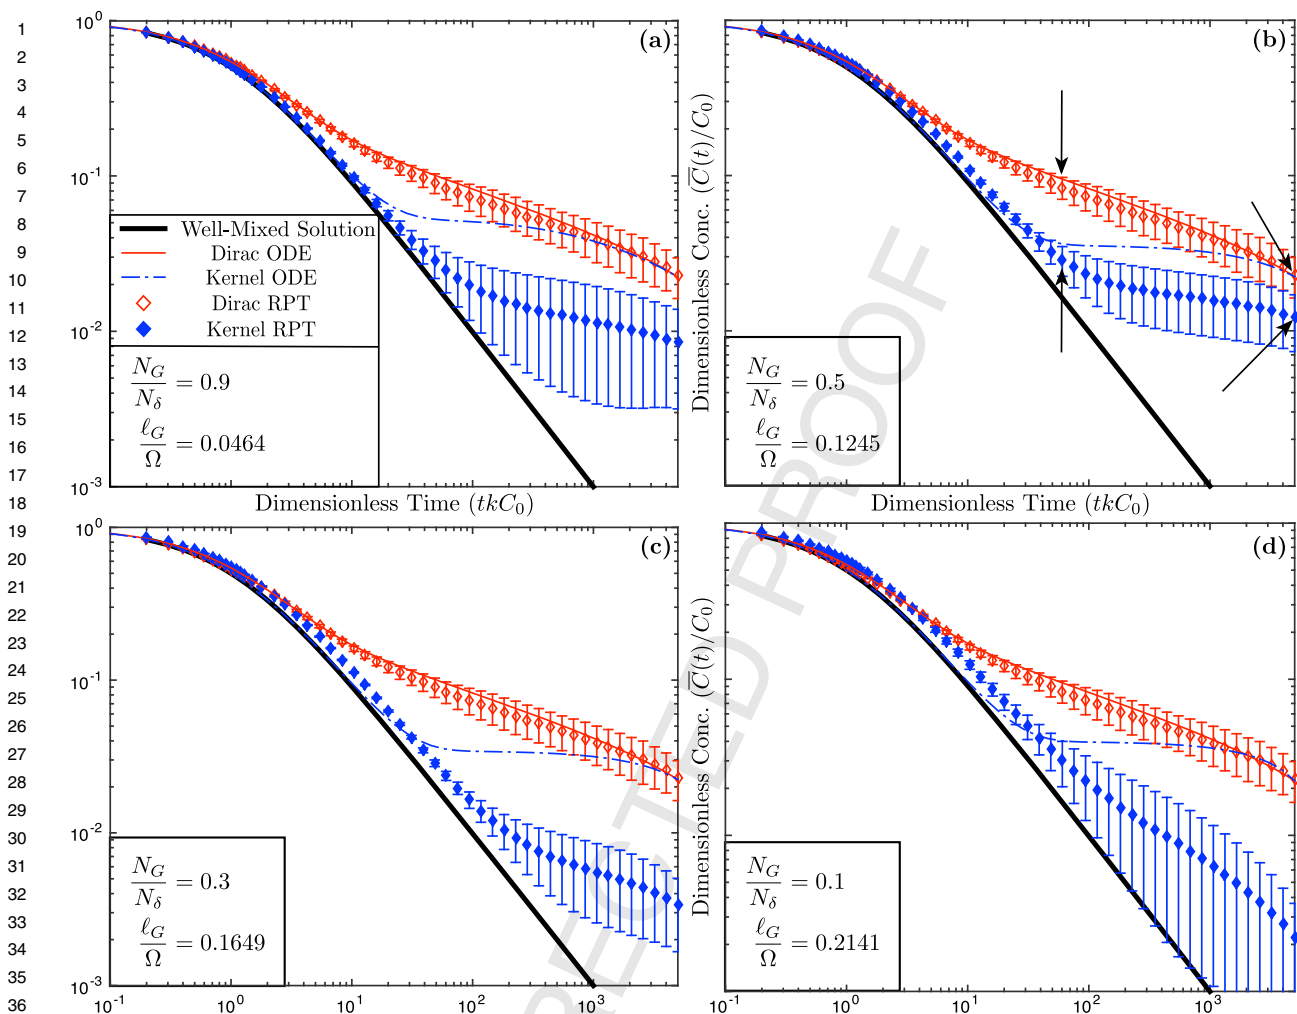 1
2
3
4
5
6
7
8
9
10
11
12
13
14
15
16
17
18
19
20
21
22
23
24
25
26
27
28
29
30
31
32
33
34
35
36
10^0
10^-1
10^-2
10^-3
(a)
Well-Mixed Solution
Dirac ODE
Kernel ODE
Dirac RPT
Kernel RPT
N_G/N_δ = 0.9
ℓ_G/Ω = 0.0464
Dimensionless Time (tkC_0)
Dimensionless Conc. (C̅(t)/C_0)
(b)
N_G/N_δ = 0.5
ℓ_G/Ω = 0.1245
Dimensionless Time (tkC_0)
10^0
10^-1
10^-2
10^-3
(c)
N_G/N_δ = 0.3
ℓ_G/Ω = 0.1649
10^-1 10^0 10^1 10^2 10^3
Dimensionless Conc. (C̅(t)/C_0)
(d)
N_G/N_δ = 0.1
ℓ_G/Ω = 0.2141
10^-1 10^0 10^1 10^2 10^3
RECTED PROOF